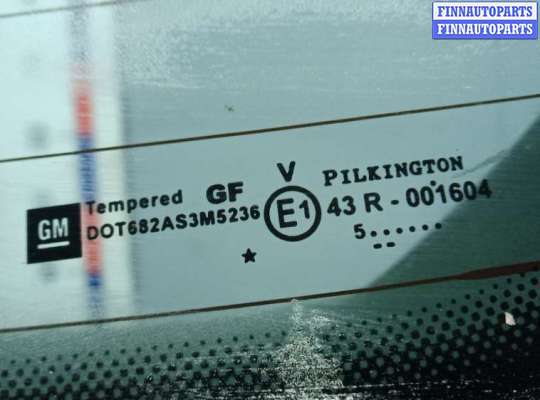 FINNAUTOPARTS
FINNAUTOPARTS
V PILKINGTON
Tempered GF
GM DOT682AS3M5236 E1 43 R - 001604
5......